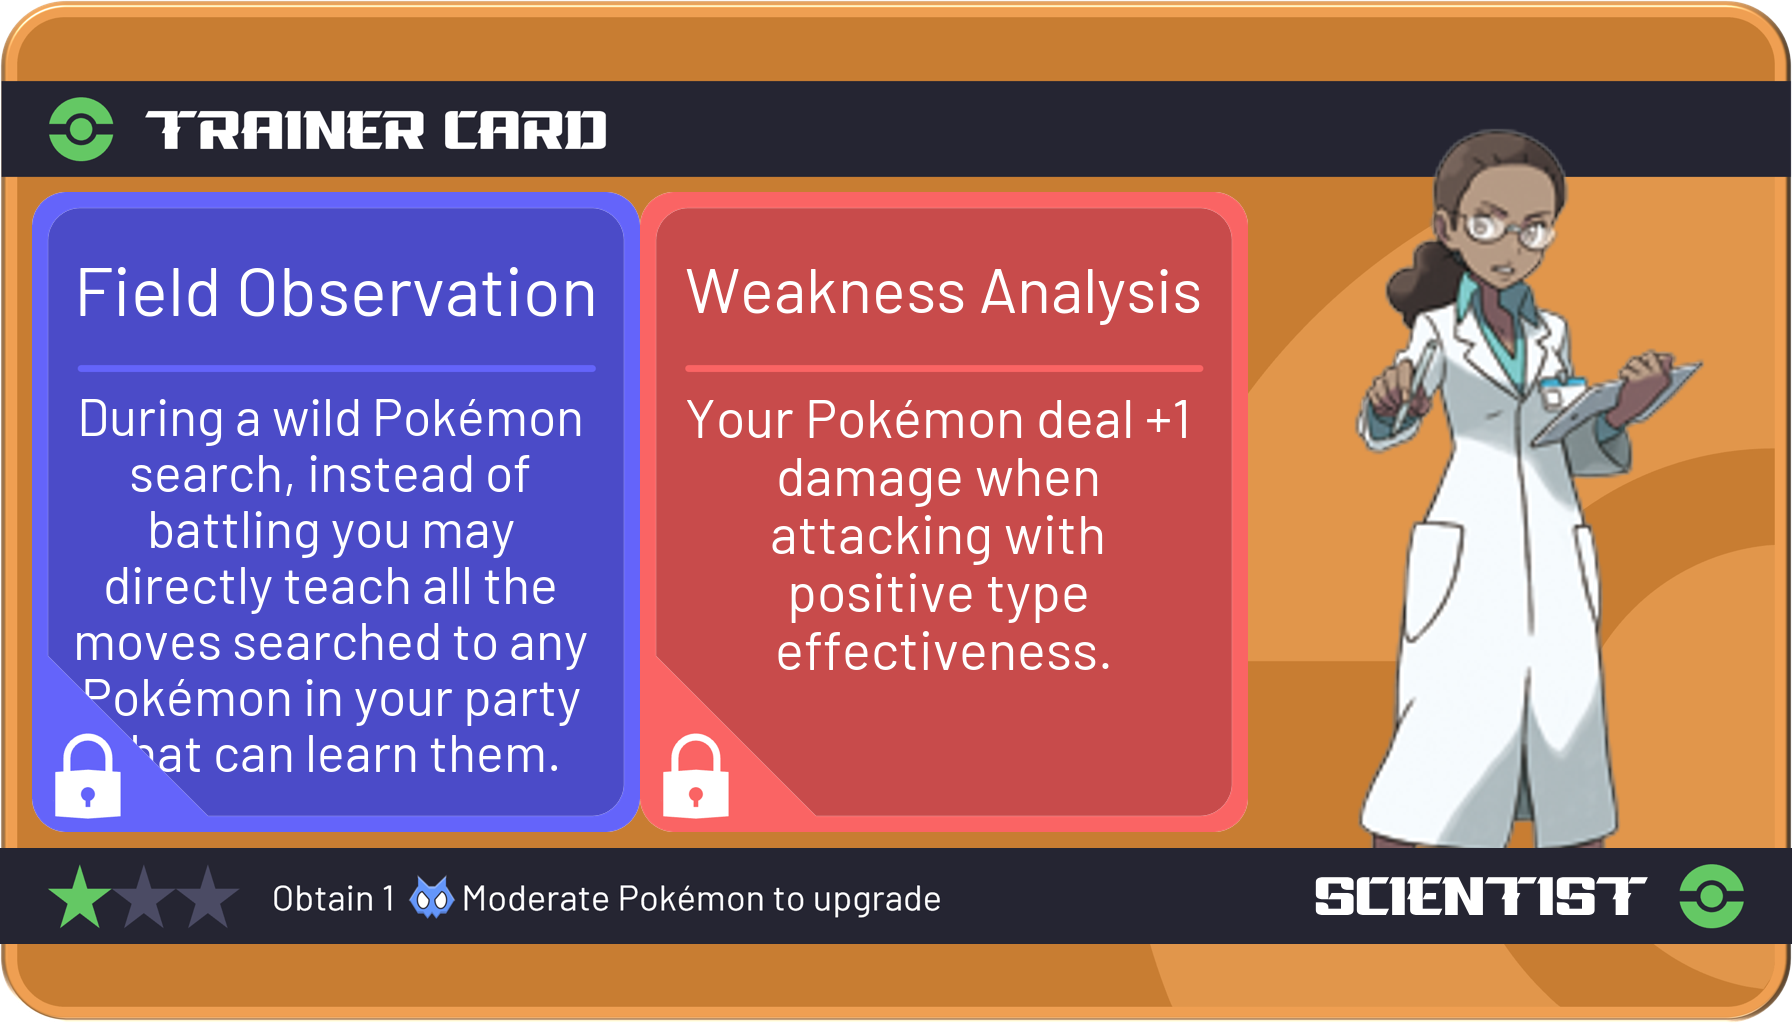 TRAINER CARD
Field Observation
During a wild Pokémon
search, instead of
battling you may
directly teach all the
moves searched to any
Pokémon in your party
that can learn them.
Weakness Analysis
Your Pokémon deal +1
damage when
attacking with
positive type
effectiveness.
Obtain 1 Moderate Pokémon to upgrade
SCIENTIST